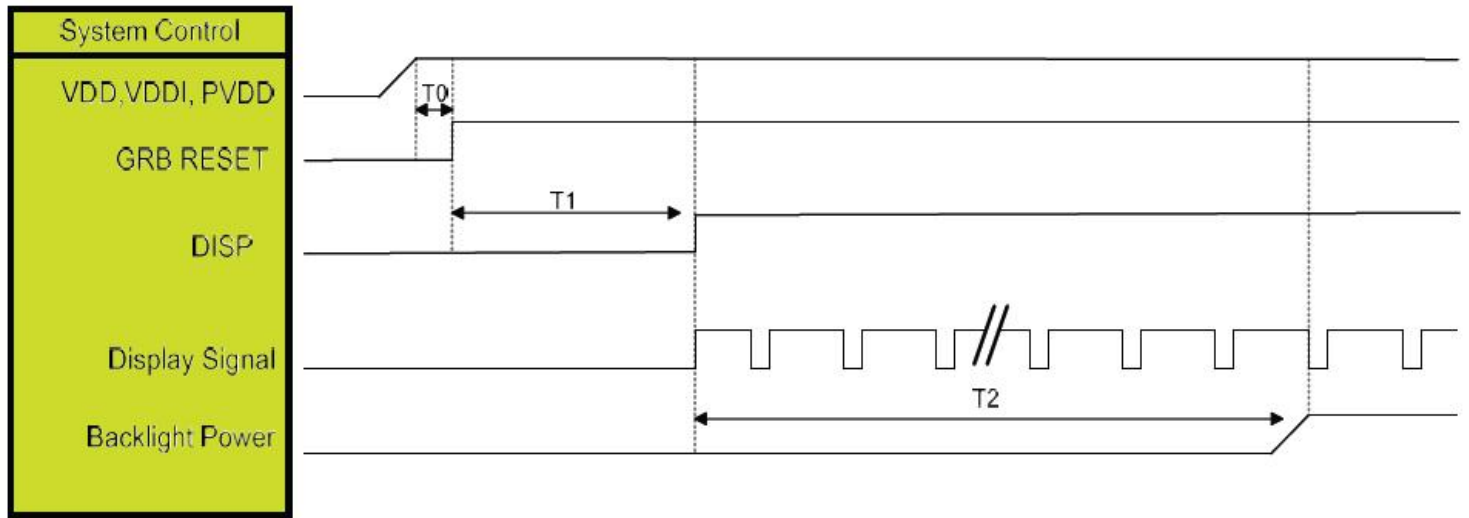 System Control
VDD,VDDI, PVDD
T0
GRB RESET
T1
DISP
Display Signal
T2
Backlight Power